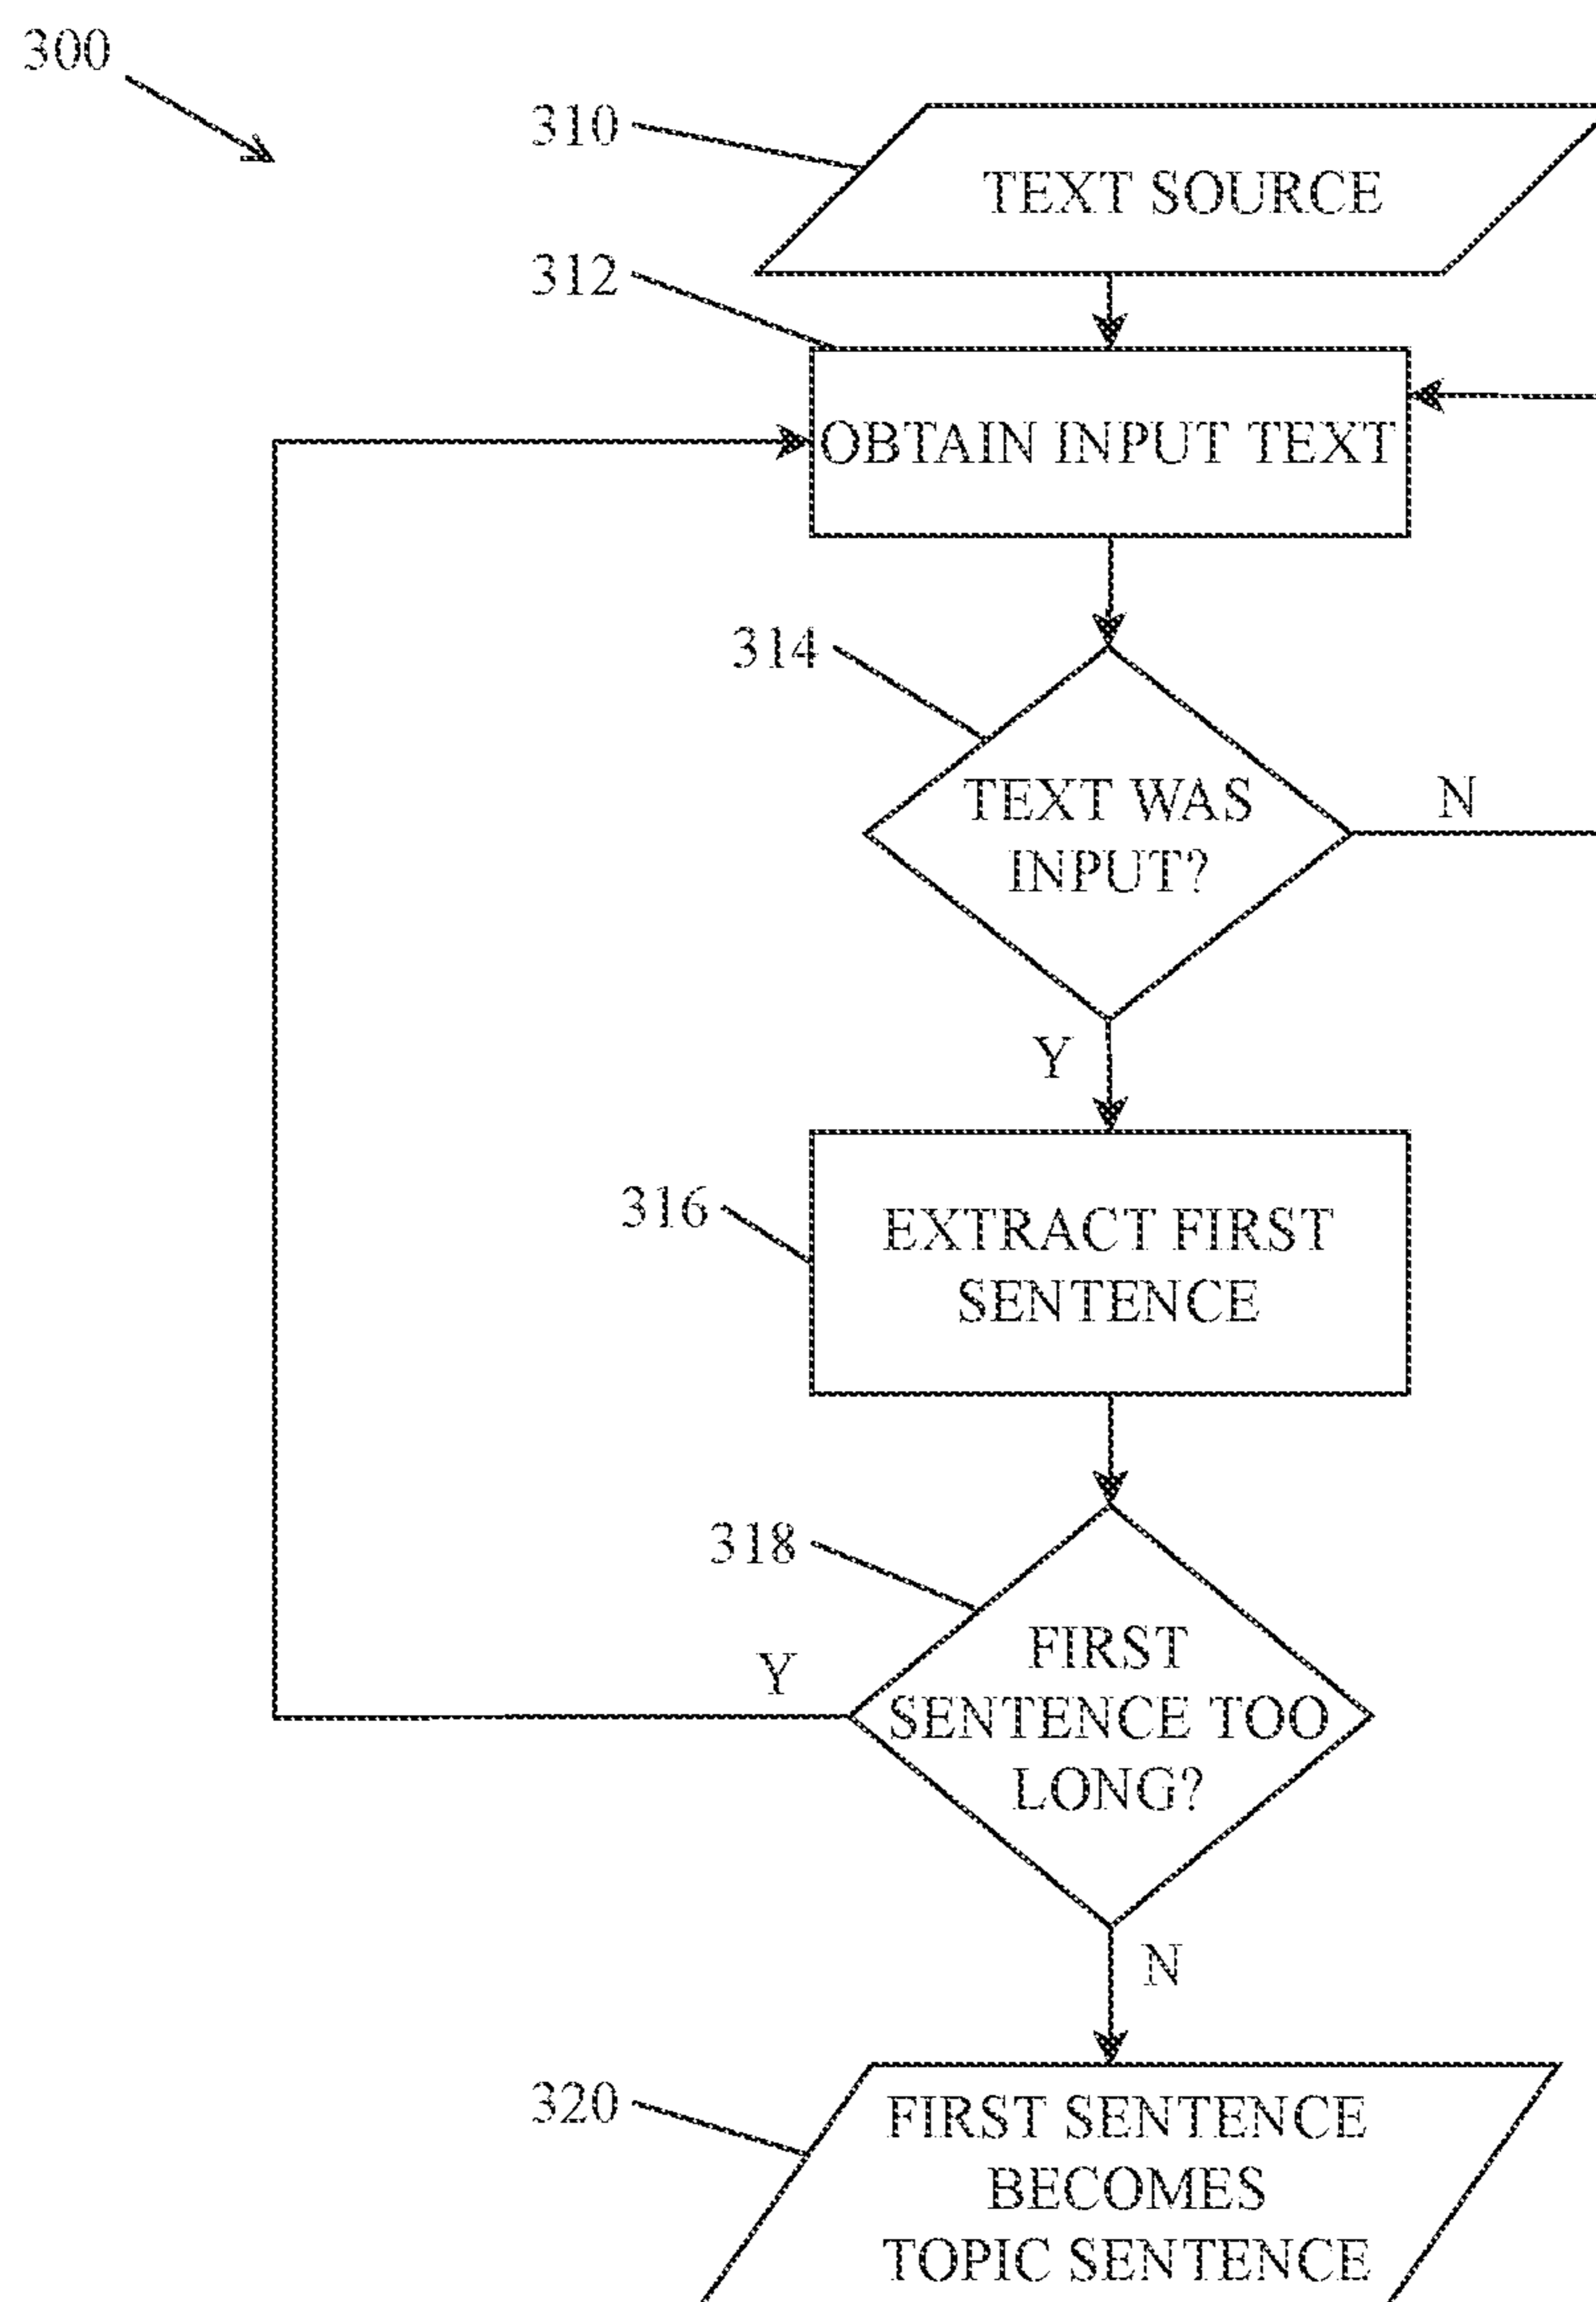 300
310
TEXT SOURCE
312
OBTAIN INPUT TEXT
314
TEXT WAS
INPUT?
N
Y
316
EXTRACT FIRST
SENTENCE
318
FIRST
SENTENCE TOO
LONG?
Y
N
320
FIRST SENTENCE
BECOMES
TOPIC SENTENCE